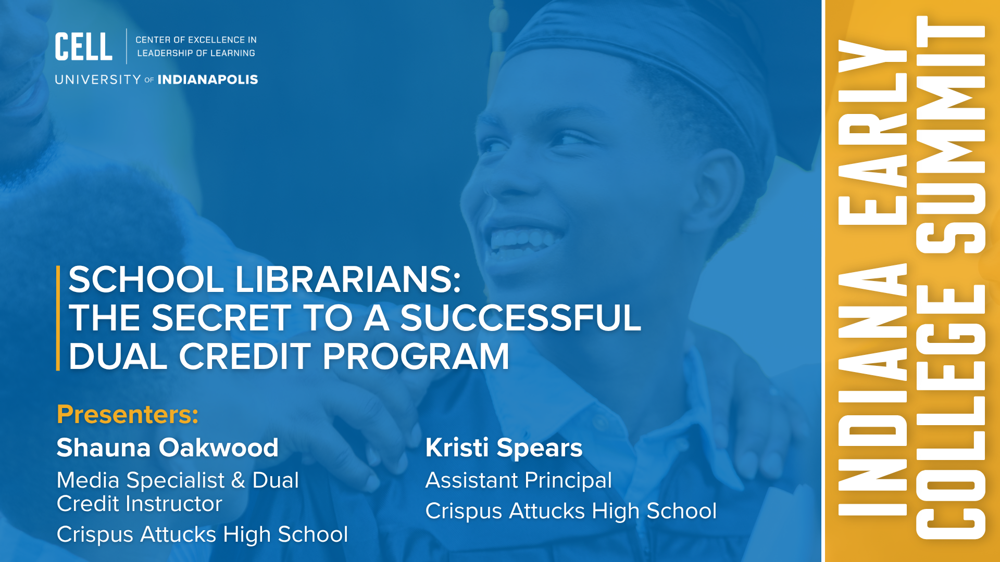 CELL
CENTER OF EXCELLENCE IN
LEADERSHIP OF LEARNING
UNIVERSITY OF INDIANAPOLIS
SCHOOL LIBRARIANS:
THE SECRET TO A SUCCESSFUL
DUAL CREDIT PROGRAM
Presenters:
Shauna Oakwood
Media Specialist & Dual
Credit Instructor
Crispus Attucks High School
Kristi Spears
Assistant Principal
Crispus Attucks High School
INDIANA EARLY
COLLEGE SUMMIT